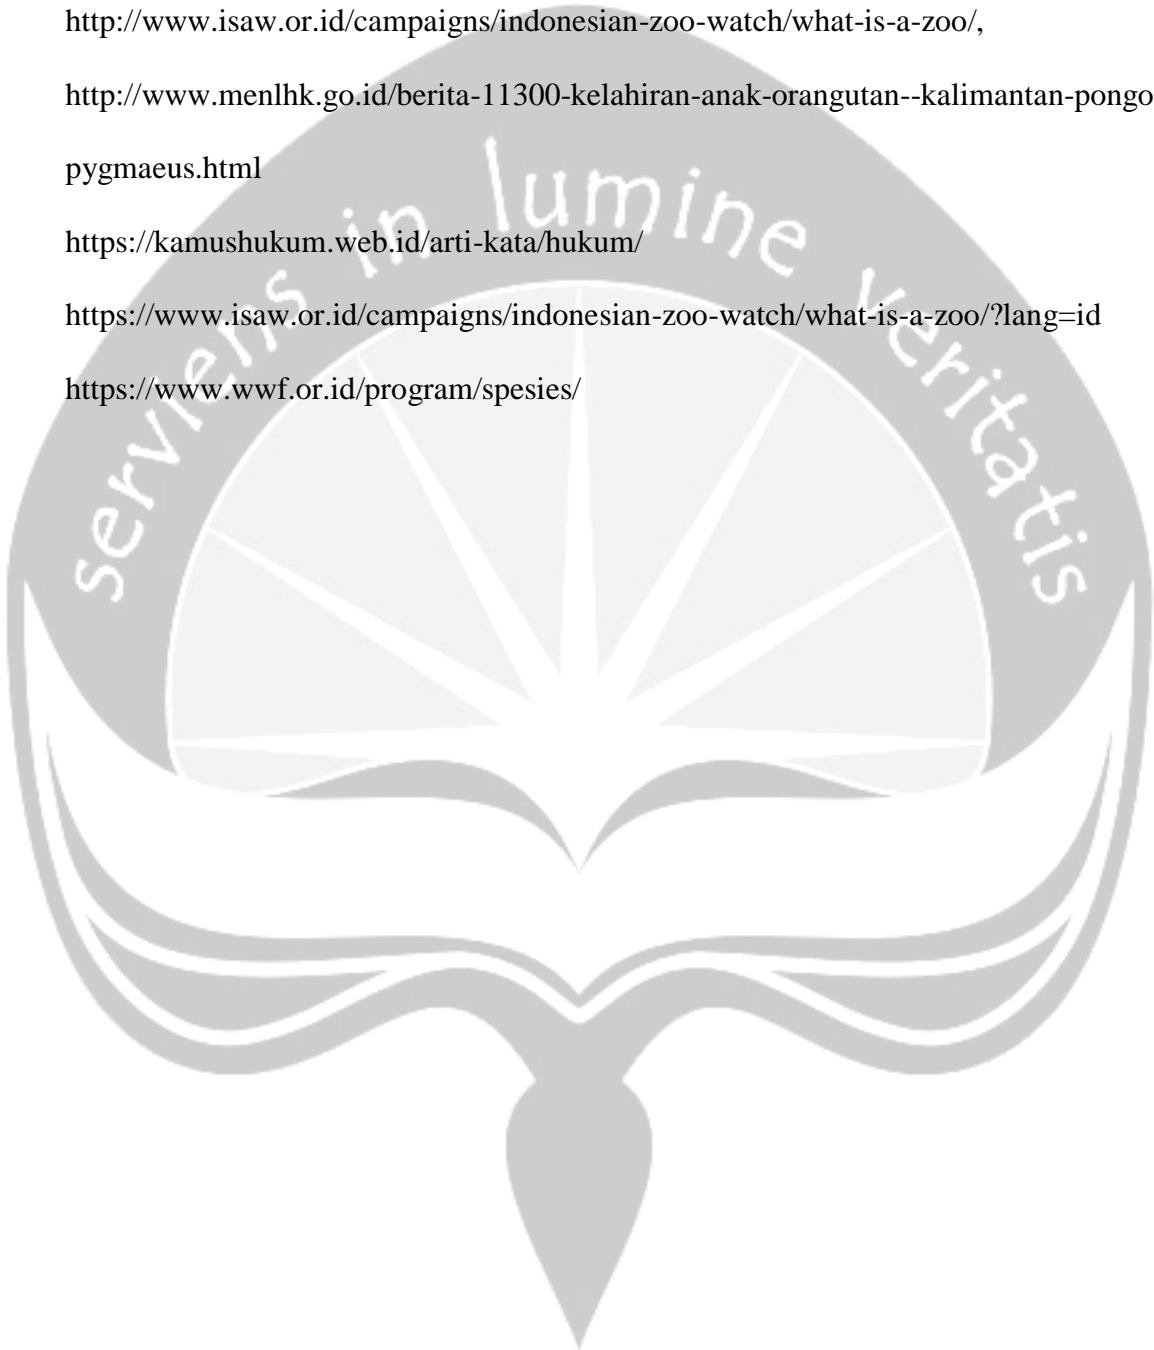 http://www.isaw.or.id/campaigns/indonesian-zoo-watch/what-is-a-zoo/,
http://www.menlhk.go.id/berita-11300-kelahiran-anak-orangutan--kalimantan-pongo
pygmaeus.html
https://kamushukum.web.id/arti-kata/hukum/
https://www.isaw.or.id/campaigns/indonesian-zoo-watch/what-is-a-zoo/?lang=id
https://www.wwf.or.id/program/spesies/
serviens in lumine veritatis